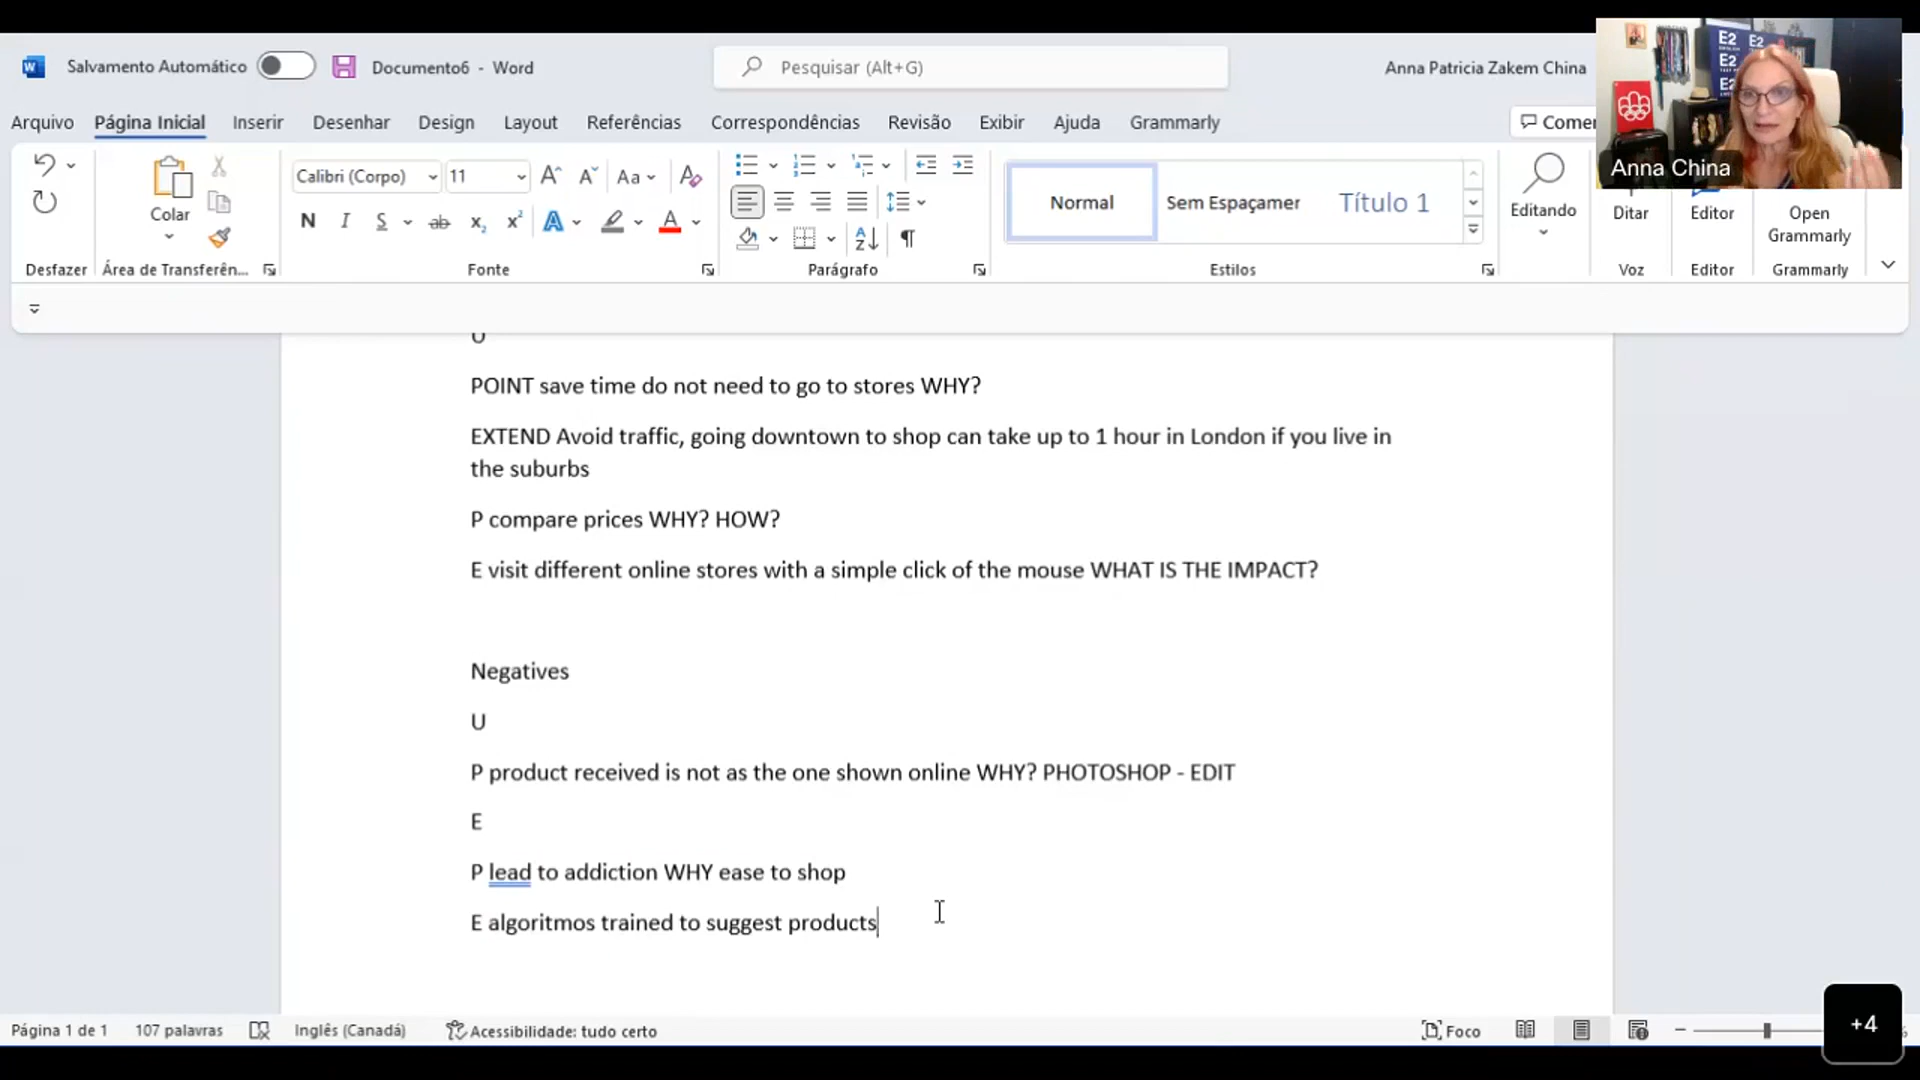 Salvamento Automático
Documento6 - Word
Pesquisar (Alt+G)
Anna Patricia Zakem China
Arquivo Página Inicial Inserir Desenhar Design Layout Referências Correspondências Revisão Exibir Ajuda Grammarly
Calibri (Corpo) 11
Colar
Normal
Sem Espaçamer
Título 1
Editando
Ditar
Editor
Open Grammarly
Desfazer
Área de Transferên...
Fonte
Parágrafo
Estilos
Voz
Editor
Grammarly
E2 E2
E2
E2
Anna China
U
POINT save time do not need to go to stores WHY?
EXTEND Avoid traffic, going downtown to shop can take up to 1 hour in London if you live in
the suburbs
P compare prices WHY? HOW?
E visit different online stores with a simple click of the mouse WHAT IS THE IMPACT?
Negatives
U
P product received is not as the one shown online WHY? PHOTOSHOP - EDIT
E
P lead to addiction WHY ease to shop
E algoritmos trained to suggest products
Página 1 de 1
107 palavras
Inglês (Canadá)
Acessibilidade: tudo certo
Foco
+4